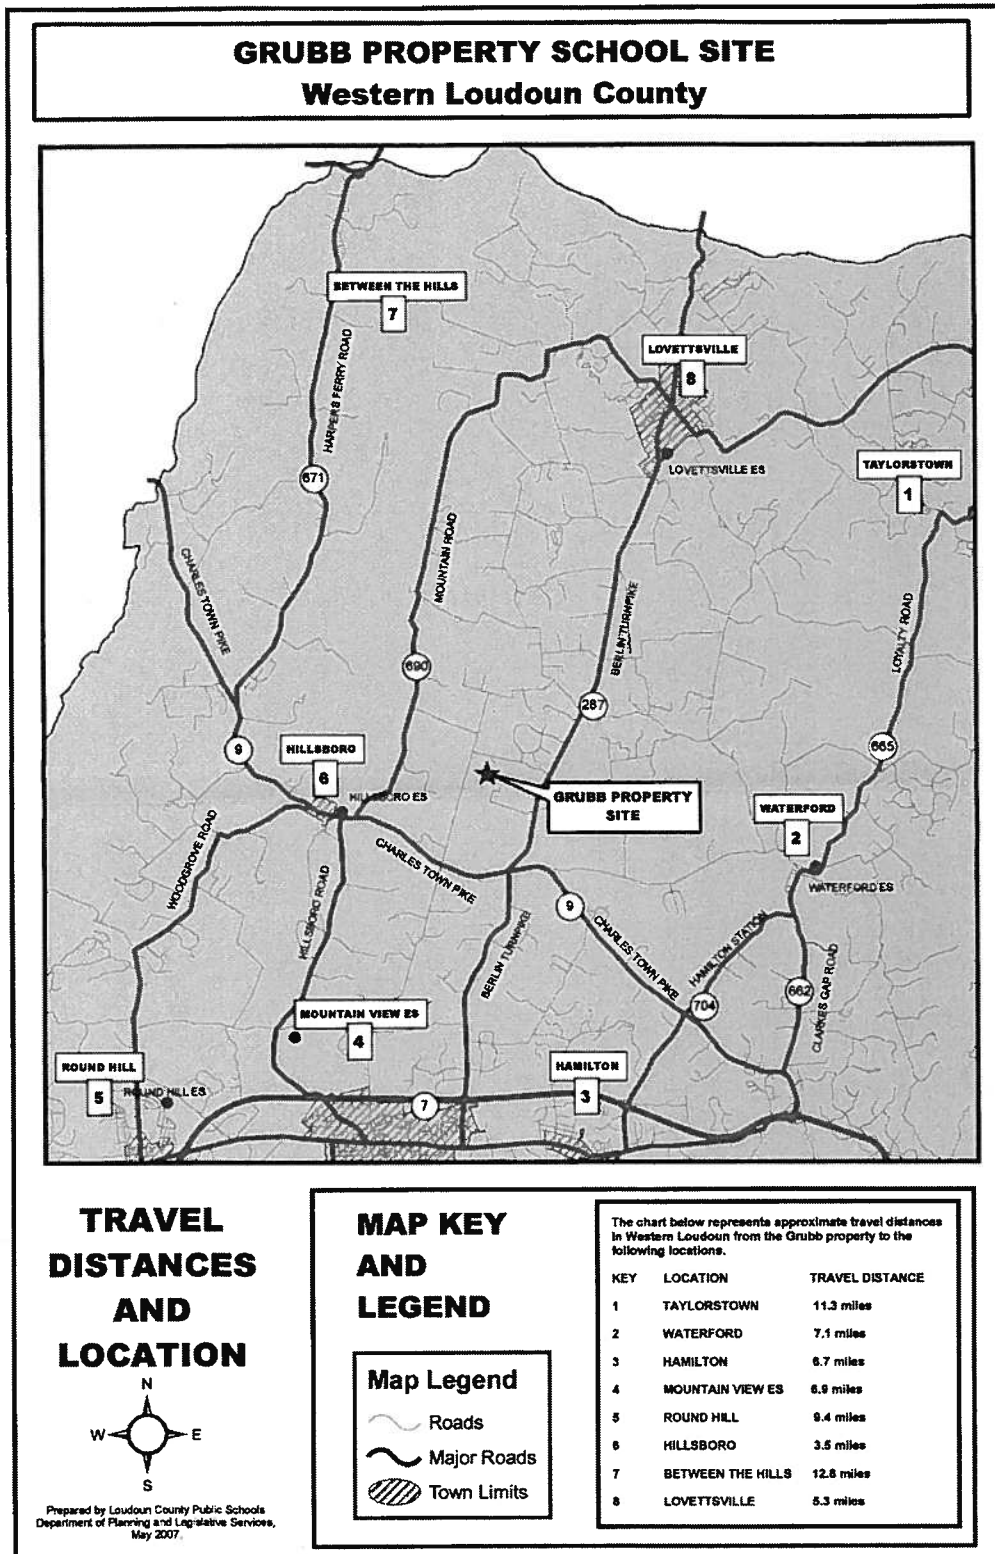 GRUBB PROPERTY SCHOOL SITE
Western Loudoun County
BETWEEN THE HILLS
7
HARPERS FERRY ROAD
671
LOVETTSVILLE
8
LOVETTSVILLE ES
TAYLORSTOWN
1
CHARLES TOWN PIKE
MOUNTAIN ROAD
690
BERLIN TURNPIKE
287
LOYALTY ROAD
665
9
HILLSBORO
6
HILLSBORO ES
GRUBB PROPERTY
SITE
WATERFORD
2
WATERFORD ES
WOODGROVE ROAD
HILLSBORO ROAD
CHARLES TOWN PIKE
9
BERLIN TURNPIKE
CHARLES TOWN PIKE
HAMILTON STATION
704
662
CLARKES GAP ROAD
MOUNTAIN VIEW ES
4
ROUND HILL
5
ROUND HILL ES
7
HAMILTON
3
TRAVEL
DISTANCES
AND
LOCATION
N
W E
S
Prepared by Loudoun County Public Schools
Department of Planning and Legislative Services,
May 2007.
MAP KEY
AND
LEGEND
Map Legend
Roads
Major Roads
Town Limits
The chart below represents approximate travel distances
in Western Loudoun from the Grubb property to the
following locations.
KEY LOCATION TRAVEL DISTANCE
1 TAYLORSTOWN 11.3 miles
2 WATERFORD 7.1 miles
3 HAMILTON 6.7 miles
4 MOUNTAIN VIEW ES 6.9 miles
5 ROUND HILL 9.4 miles
6 HILLSBORO 3.5 miles
7 BETWEEN THE HILLS 12.8 miles
8 LOVETTSVILLE 5.3 miles